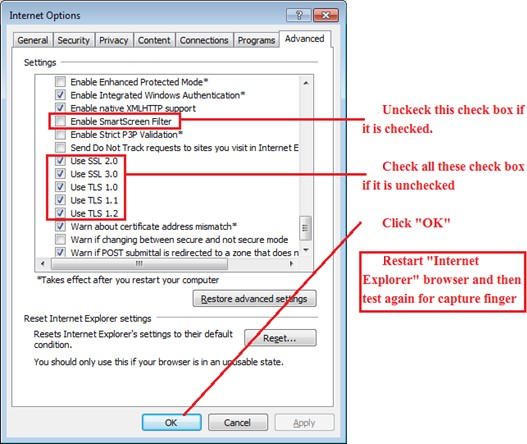 Internet Options
General Security Privacy Content Connections Programs Advanced
Settings
Enable Enhanced Protected Mode*
Enable Integrated Windows Authentication*
Enable native XMLHTTP support
Enable SmartScreen Filter
Enable Strict P3P Validation*
Send Do Not Track requests to sites you visit in Internet E
Use SSL 2.0
Use SSL 3.0
Use TLS 1.0
Use TLS 1.1
Use TLS 1.2
Warn about certificate address mismatch*
Warn if changing between secure and not secure mode
Warn if POST submittal is redirected to a zone that does n
*Takes effect after you restart your computer
Restore advanced settings
Reset Internet Explorer settings
Resets Internet Explorer's settings to their default
condition.
Reset...
You should only use this if your browser is in an unusable state.
OK Cancel Apply
Unckeck this check box if
it is checked.
Check all these check box
if it is unchecked
Click "OK"
Restart "Internet
Explorer" browser and then
test again for capture finger